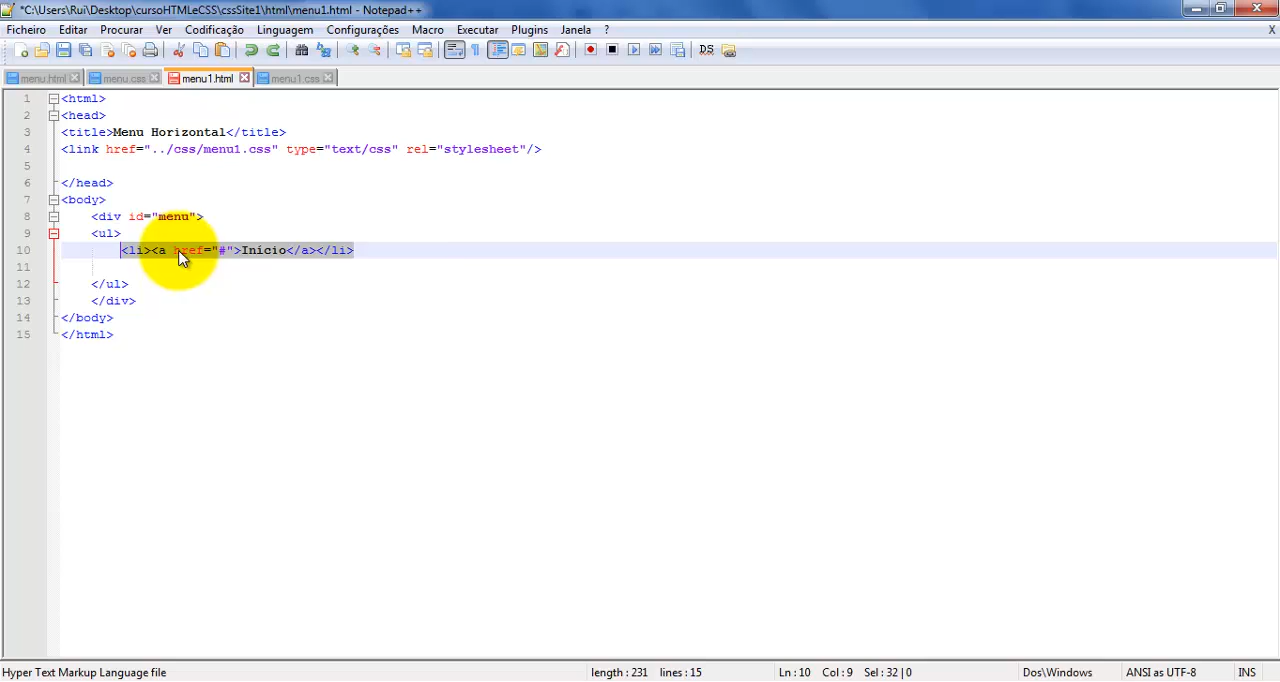 *C:\Users\Rui\Desktop\cursoHTMLeCSS\cssSite1\html\menu1.html - Notepad++
Ficheiro Editar Procurar Ver Codificação Linguagem Configurações Macro Executar Plugins Janela ? X
DS
menu.html menu.css menu1.html menu1.css
1 <html>
2 <head>
3 <title>Menu Horizontal</title>
4 <link href="../css/menu1.css" type="text/css" rel="stylesheet"/>
5
6 </head>
7 <body>
8 <div id="menu">
9 <ul>
10 <li><a href="#">Início</a></li>
11
12 </ul>
13 </div>
14 </body>
15 </html>
Hyper Text Markup Language file length : 231 lines : 15 Ln : 10 Col : 9 Sel : 32 | 0 Dos\Windows ANSI as UTF-8 INS